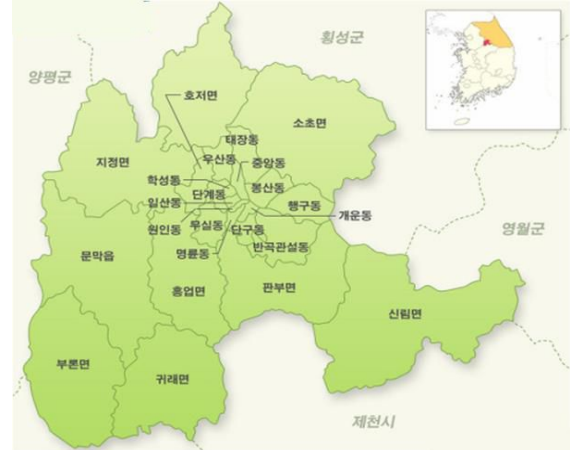 횡성군
양평군
호저면
소초면
태장동
우산동
중앙동
지정면
학성동
단계동
봉산동
일산동
행구동
개운동
원인동
무실동
단구동
영월군
명륜동
반곡관설동
문막읍
홍업면
판부면
신림면
부론면
귀래면
제천시